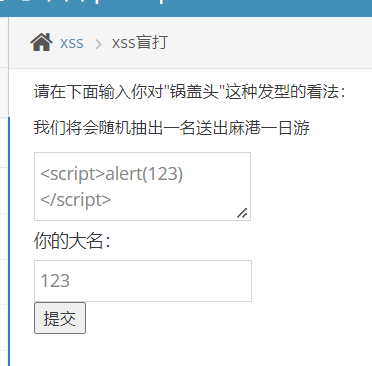 xss > xss盲打
请在下面输入你对"锅盖头"这种发型的看法:
我们将会随机抽出一名送出麻港一日游
<script>alert(123)
</script>
你的大名:
123
提交